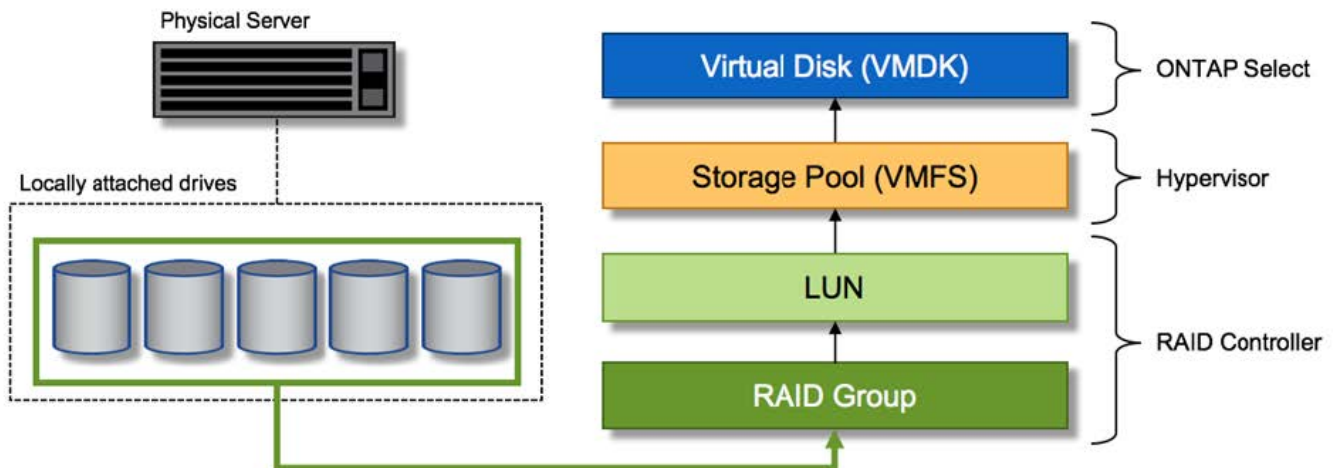 Physical Server
Locally attached drives
Virtual Disk (VMDK)
ONTAP Select
Storage Pool (VMFS)
Hypervisor
LUN
RAID Controller
RAID Group